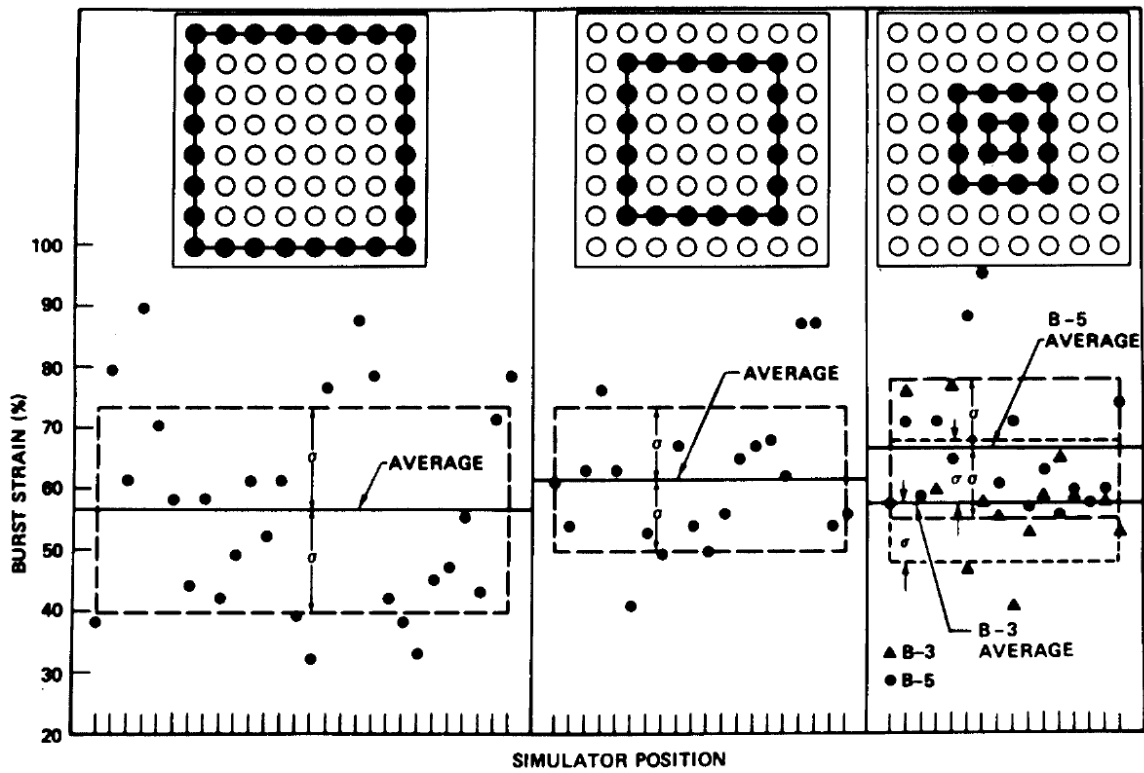 100
90
80
70
60
50
40
30
20
BURST STRAIN (%)
σ
σ
AVERAGE
σ
σ
AVERAGE
B-5
AVERAGE
σ
σ
σ
σ
B-3
AVERAGE
B-3
B-5
SIMULATOR POSITION